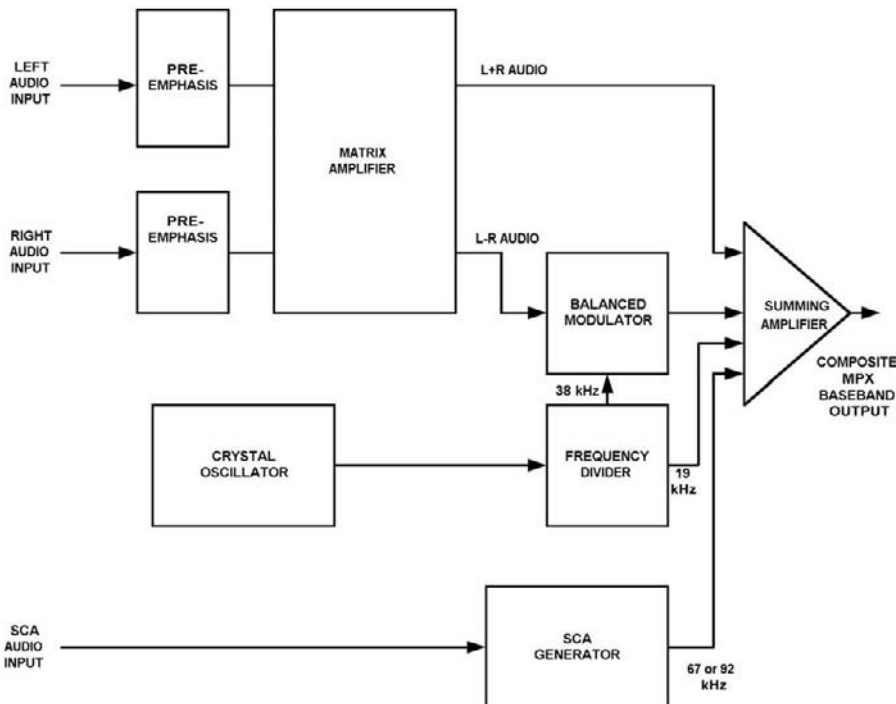 LEFT
AUDIO
INPUT
PRE-
EMPHASIS
MATRIX
AMPLIFIER
L+R AUDIO
RIGHT
AUDIO
INPUT
PRE-
EMPHASIS
L-R AUDIO
BALANCED
MODULATOR
SUMMING
AMPLIFIER
COMPOSITE
MPX
BASEBAND
OUTPUT
38 kHz
CRYSTAL
OSCILLATOR
FREQUENCY
DIVIDER
19
kHz
SCA
AUDIO
INPUT
SCA
GENERATOR
67 or 92
kHz